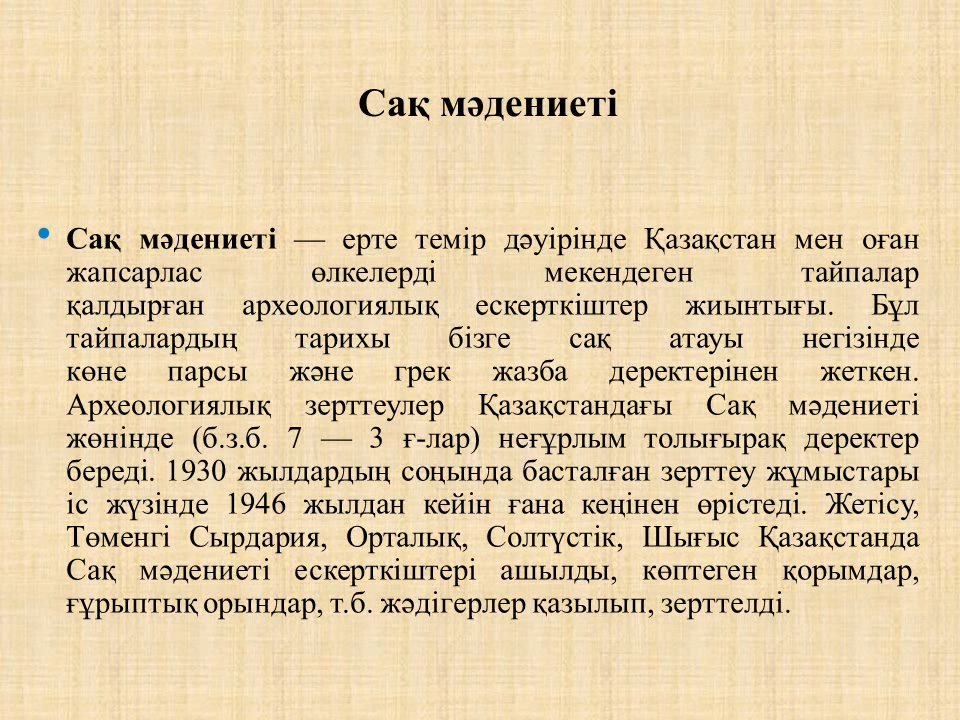 Сақ мәдениеті
• Сақ мәдениеті — ерте темір дәуірінде Қазақстан мен оған
жапсарлас өлкелерді мекендеген тайпалар
қалдырған археологиялық ескерткіштер жиынтығы. Бұл
тайпалардың тарихы бізге сақ атауы негізінде
көне парсы және грек жазба деректерінен жеткен.
Археологиялық зерттеулер Қазақстандағы Сақ мәдениеті
жөнінде (б.з.б. 7 — 3 ғ-лар) неғұрлым толығырақ деректер
береді. 1930 жылдардың соңында басталған зерттеу жұмыстары
іс жүзінде 1946 жылдан кейін ғана кеңінен өрістеді. Жетісу,
Төменгі Сырдария, Орталық, Солтүстік, Шығыс Қазақстанда
Сақ мәдениеті ескерткіштері ашылды, көптеген қорымдар,
ғұрыптық орындар, т.б. жәдігерлер қазылып, зерттелді.